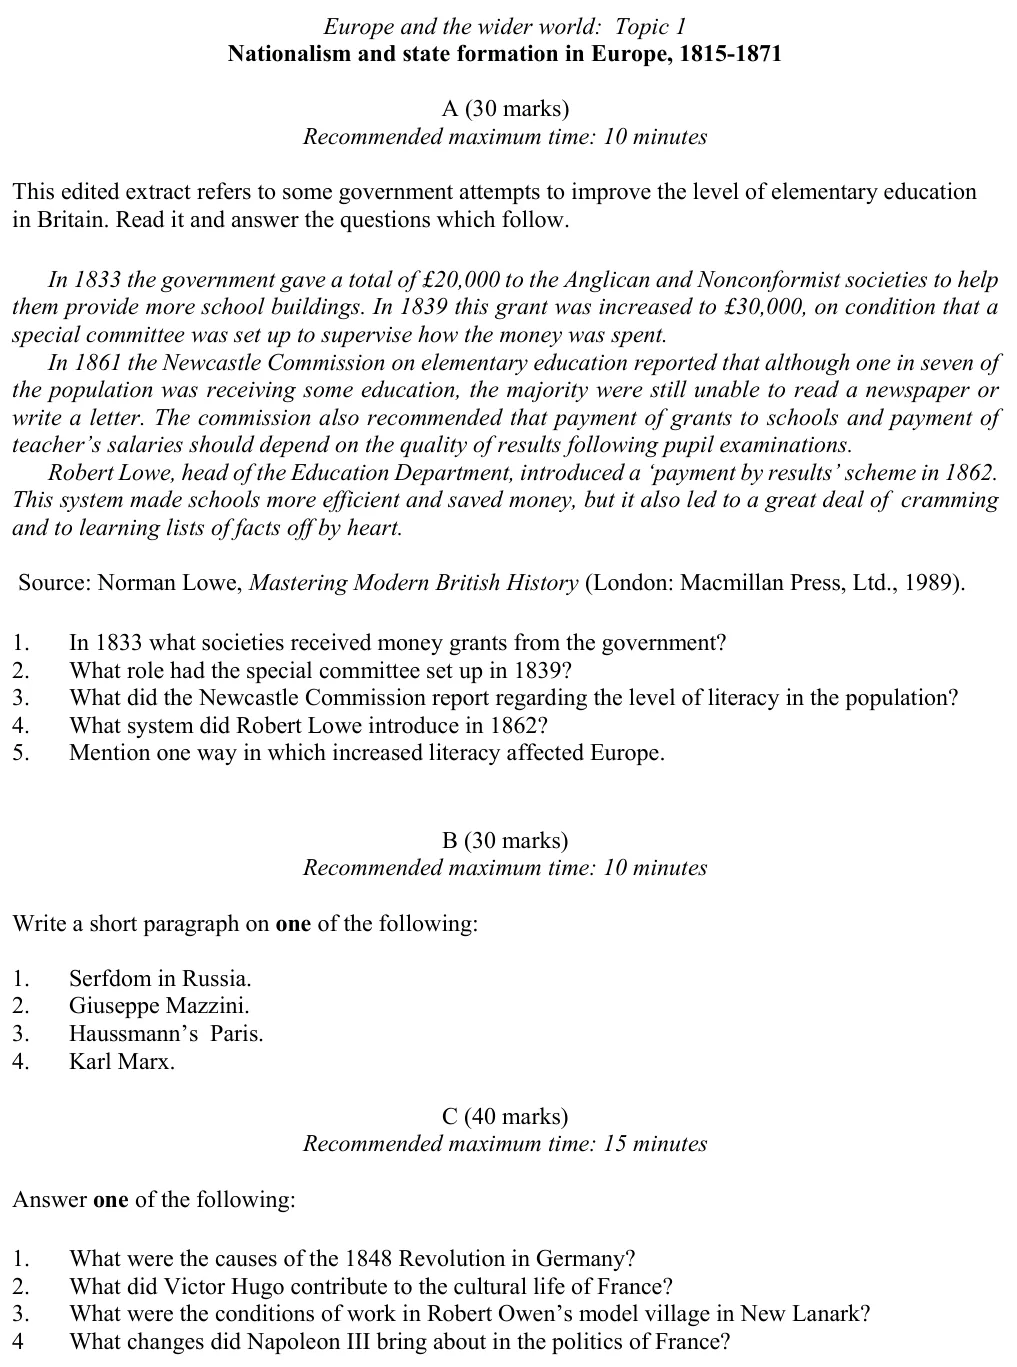 Europe and the wider world:  Topic 1
Nationalism and state formation in Europe, 1815-1871
A (30 marks)
Recommended maximum time: 10 minutes
This edited extract refers to some government attempts to improve the level of elementary education
in Britain. Read it and answer the questions which follow.
In 1833 the government gave a total of £20,000 to the Anglican and Nonconformist societies to help
them provide more school buildings. In 1839 this grant was increased to £30,000, on condition that a
special committee was set up to supervise how the money was spent.
In 1861 the Newcastle Commission on elementary education reported that although one in seven of
the population was receiving some education, the majority were still unable to read a newspaper or
write a letter. The commission also recommended that payment of grants to schools and payment of
teacher's salaries should depend on the quality of results following pupil examinations.
Robert Lowe, head of the Education Department, introduced a 'payment by results' scheme in 1862.
This system made schools more efficient and saved money, but it also led to a great deal of  cramming
and to learning lists of facts off by heart.
Source: Norman Lowe, Mastering Modern British History (London: Macmillan Press, Ltd., 1989).
1. In 1833 what societies received money grants from the government?
2. What role had the special committee set up in 1839?
3. What did the Newcastle Commission report regarding the level of literacy in the population?
4. What system did Robert Lowe introduce in 1862?
5. Mention one way in which increased literacy affected Europe.
B (30 marks)
Recommended maximum time: 10 minutes
Write a short paragraph on one of the following:
1. Serfdom in Russia.
2. Giuseppe Mazzini.
3. Haussmann's  Paris.
4. Karl Marx.
C (40 marks)
Recommended maximum time: 15 minutes
Answer one of the following:
1. What were the causes of the 1848 Revolution in Germany?
2. What did Victor Hugo contribute to the cultural life of France?
3. What were the conditions of work in Robert Owen's model village in New Lanark?
4 What changes did Napoleon III bring about in the politics of France?